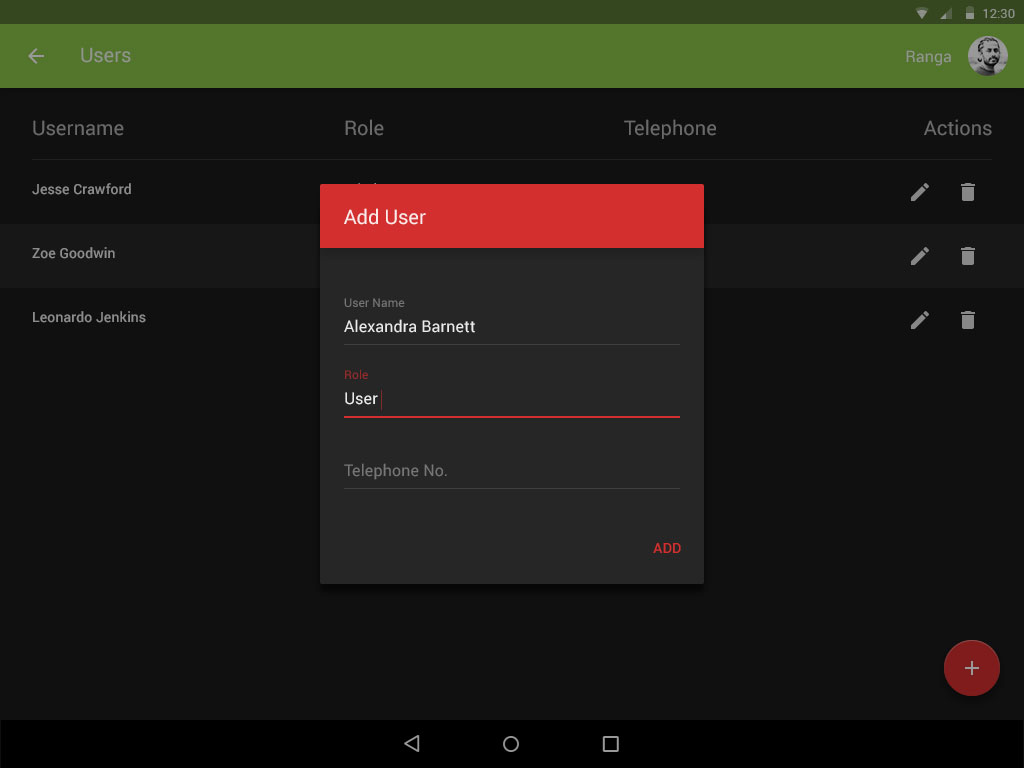 12:30
Users
Ranga
Username Role Telephone Actions
Jesse Crawford
Zoe Goodwin
Leonardo Jenkins
Add User
User Name
Alexandra Barnett
Role
User
Telephone No.
ADD